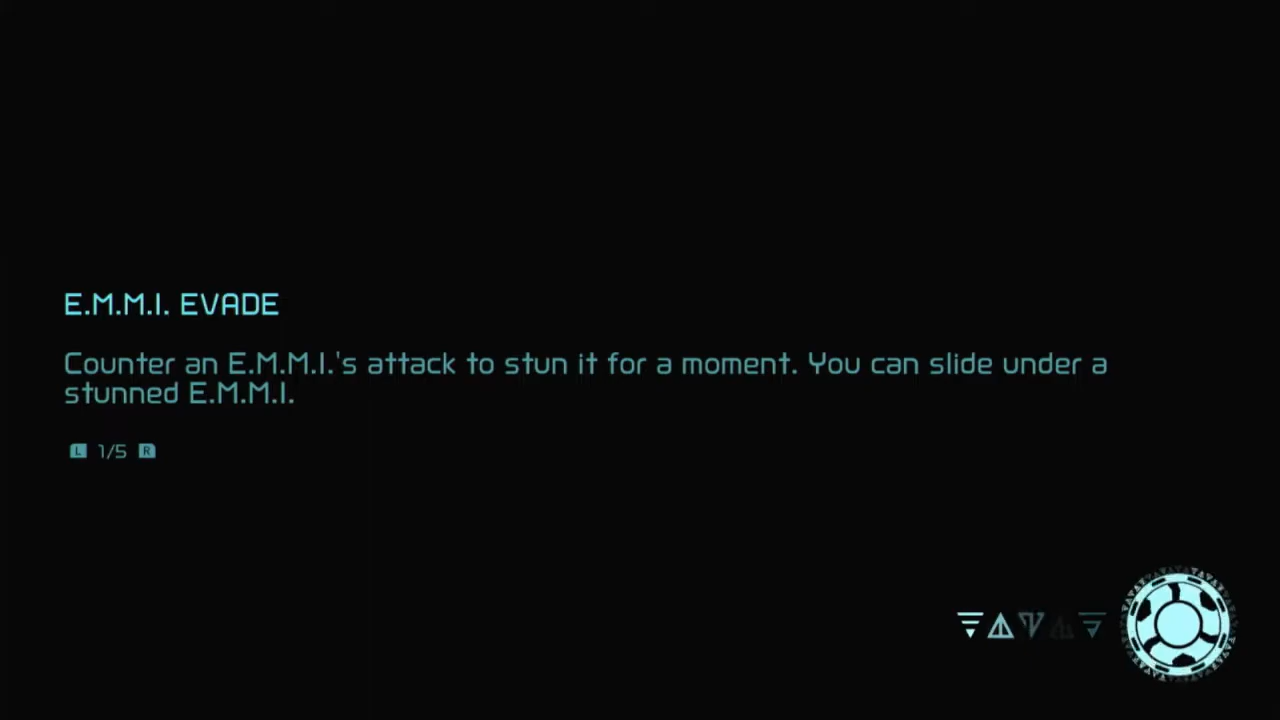 E.M.M.I. EVADE
Counter an E.M.M.I.'s attack to stun it for a moment. You can slide under a
stunned E.M.M.I.
L 1/5 R